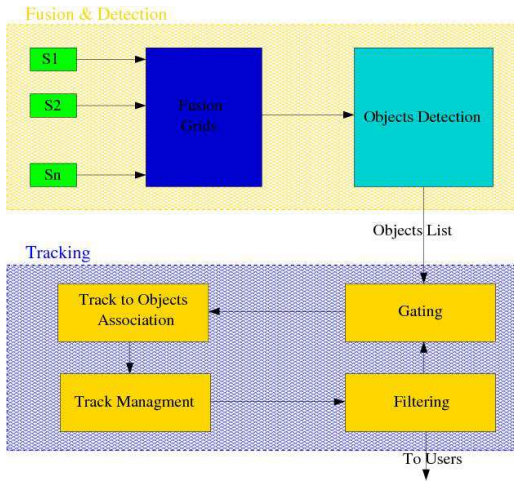 Fusion & Detection
S1
S2
Sn
Fusion
Grids
Objects Detection
Objects List
Tracking
Track to Objects
Association
Gating
Track Managment
Filtering
To Users